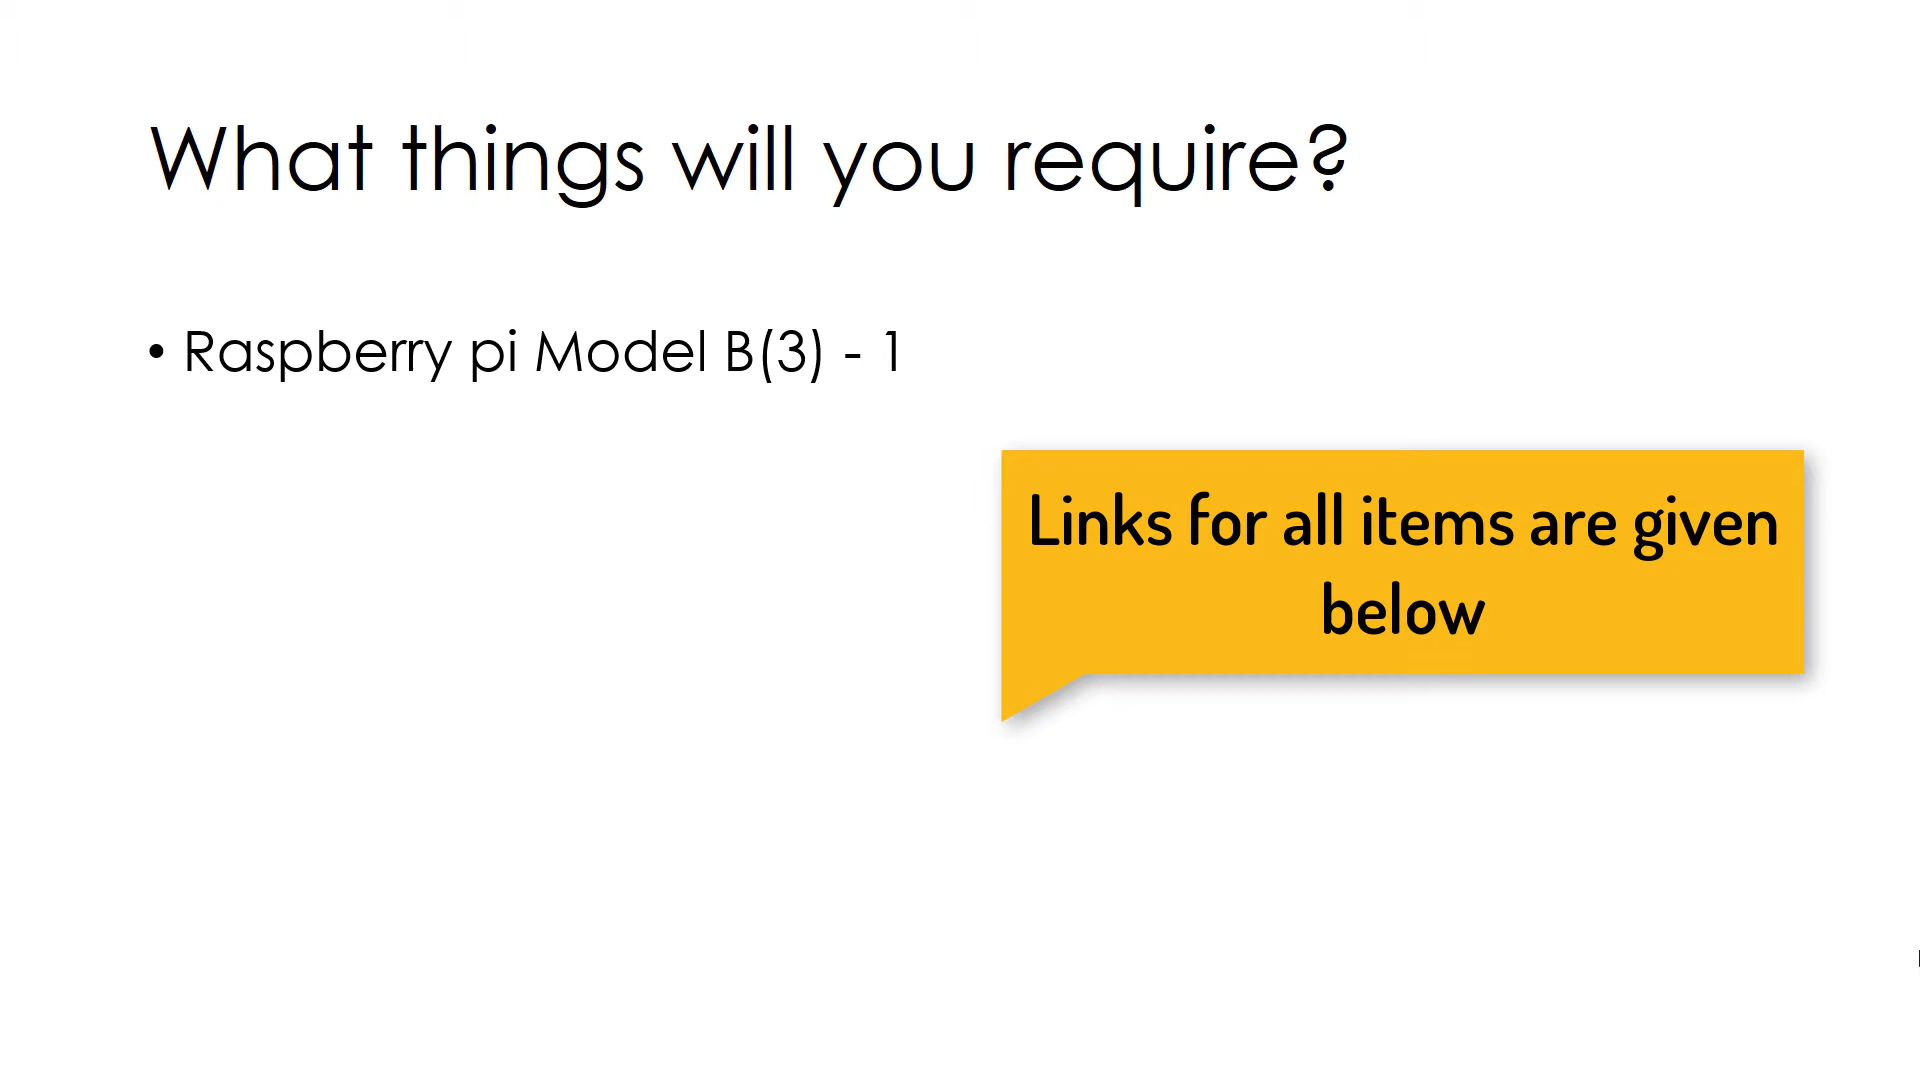 What things will you require?
• Raspberry pi Model B(3) - 1
Links for all items are given
below